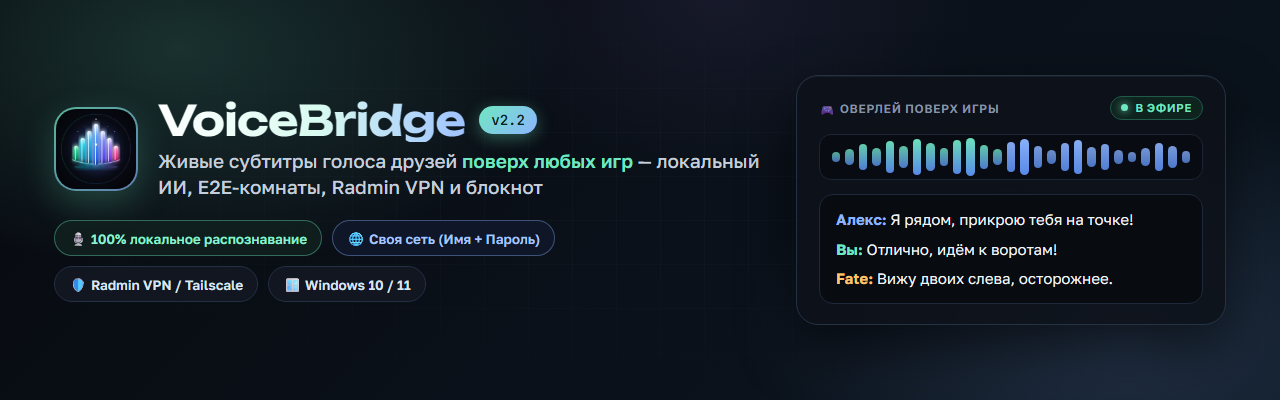 VoiceBridge v2.2
Живые субтитры голоса друзей поверх любых игр — локальный
ИИ, E2E-комнаты, Radmin VPN и блокнот
100% локальное распознавание
Своя сеть (Имя + Пароль)
Radmin VPN / Tailscale
Windows 10 / 11
ОВЕРЛЕЙ ПОВЕРХ ИГРЫ
В ЭФИРЕ
Алекс: Я рядом, прикрою тебя на точке!
Вы: Отлично, идём к воротам!
Fate: Вижу двоих слева, осторожнее.